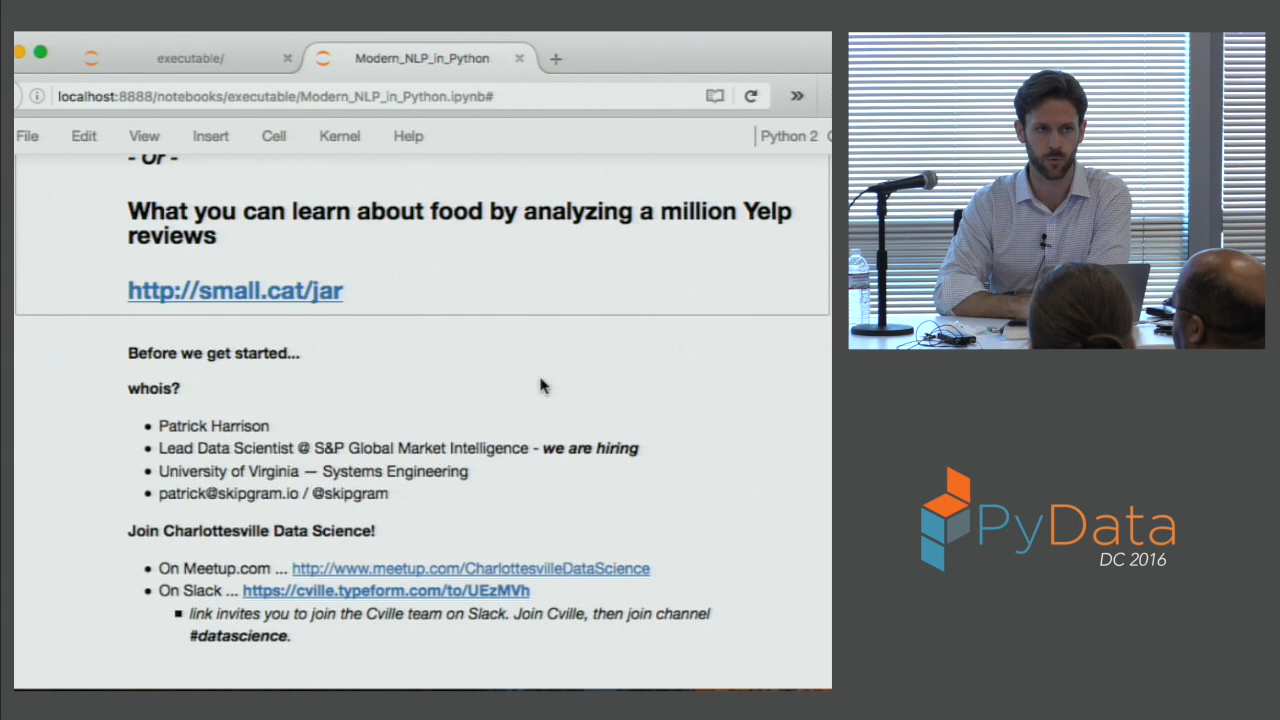 executable/
Modern_NLP_in_Python
localhost:8888/notebooks/executable/Modern_NLP_in_Python.ipynb#
File Edit View Insert Cell Kernel Help Python 2
- Or -
What you can learn about food by analyzing a million Yelp
reviews
http://small.cat/jar
Before we get started...
whois?
Patrick Harrison
Lead Data Scientist @ S&P Global Market Intelligence - we are hiring
University of Virginia — Systems Engineering
patrick@skipgram.io / @skipgram
Join Charlottesville Data Science!
On Meetup.com ... http://www.meetup.com/CharlottesvilleDataScience
On Slack ... https://cville.typeform.com/to/UEzMVh
link invites you to join the Cville team on Slack. Join Cville, then join channel
#datascience.
PyData
DC 2016